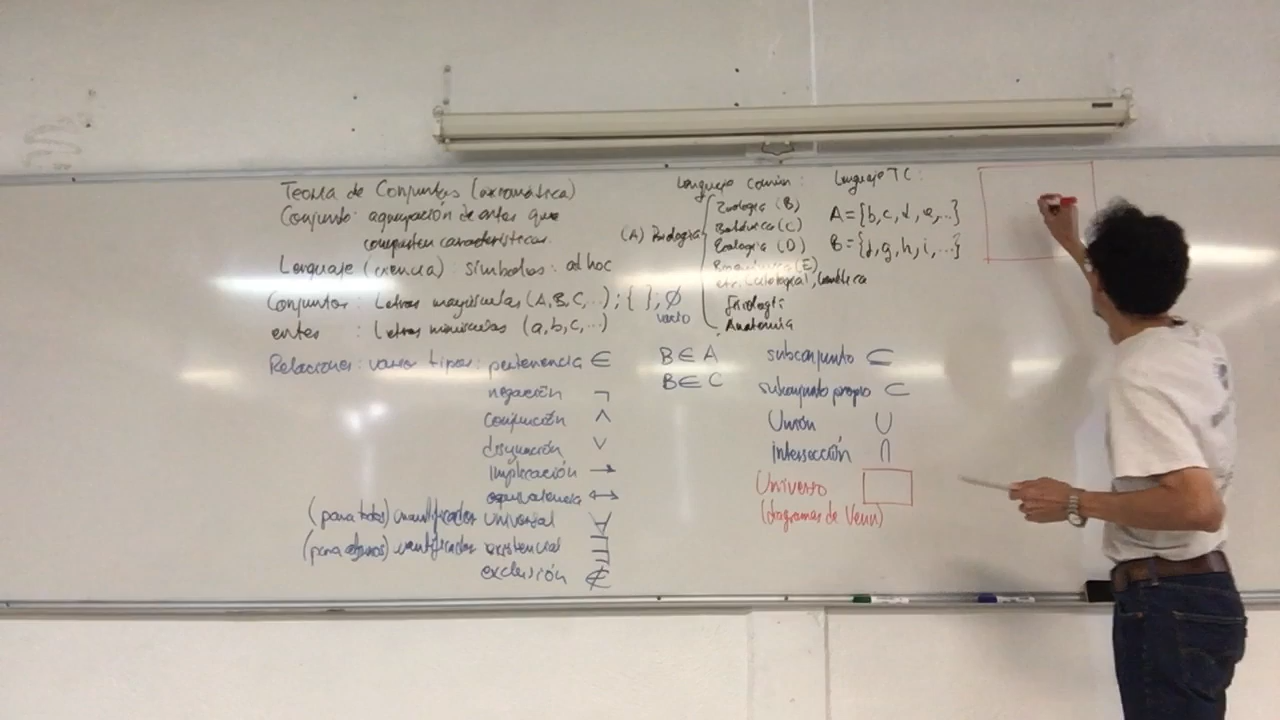 Teoría de Conjuntos (axiomática)
Conjunto: agrupación de entes que
comparten características.
Lenguaje (ciencia): símbolos: ad hoc
Conjuntos: Letras mayúsculas (A, B, C, ...); { }; Ø
vacío
entes : Letras minúsculas (a, b, c, ...)
Relaciones: varios tipos: pertenencia ∈
negación ¬
conjunción ∧
disyunción ∨
implicación →
equivalencia ↔
(para todos) cuantificador universal ∀
(para algunos) cuantificador existencial
exclusión ∉
Lenguaje común:
(A) Biología
Zoología (B)
Botánica (C)
Ecología (D)
Bioquímica (E)
etc.
Fisiología
Anatomía
B ∈ A
B ∈ C
Lenguaje TC:
A = {b, c, d, e, ...}
B = {f, g, h, i, ...}
subconjunto ⊆
subconjunto propio ⊂
Unión ∪
intersección ∩
Universo
(diagramas de Venn)